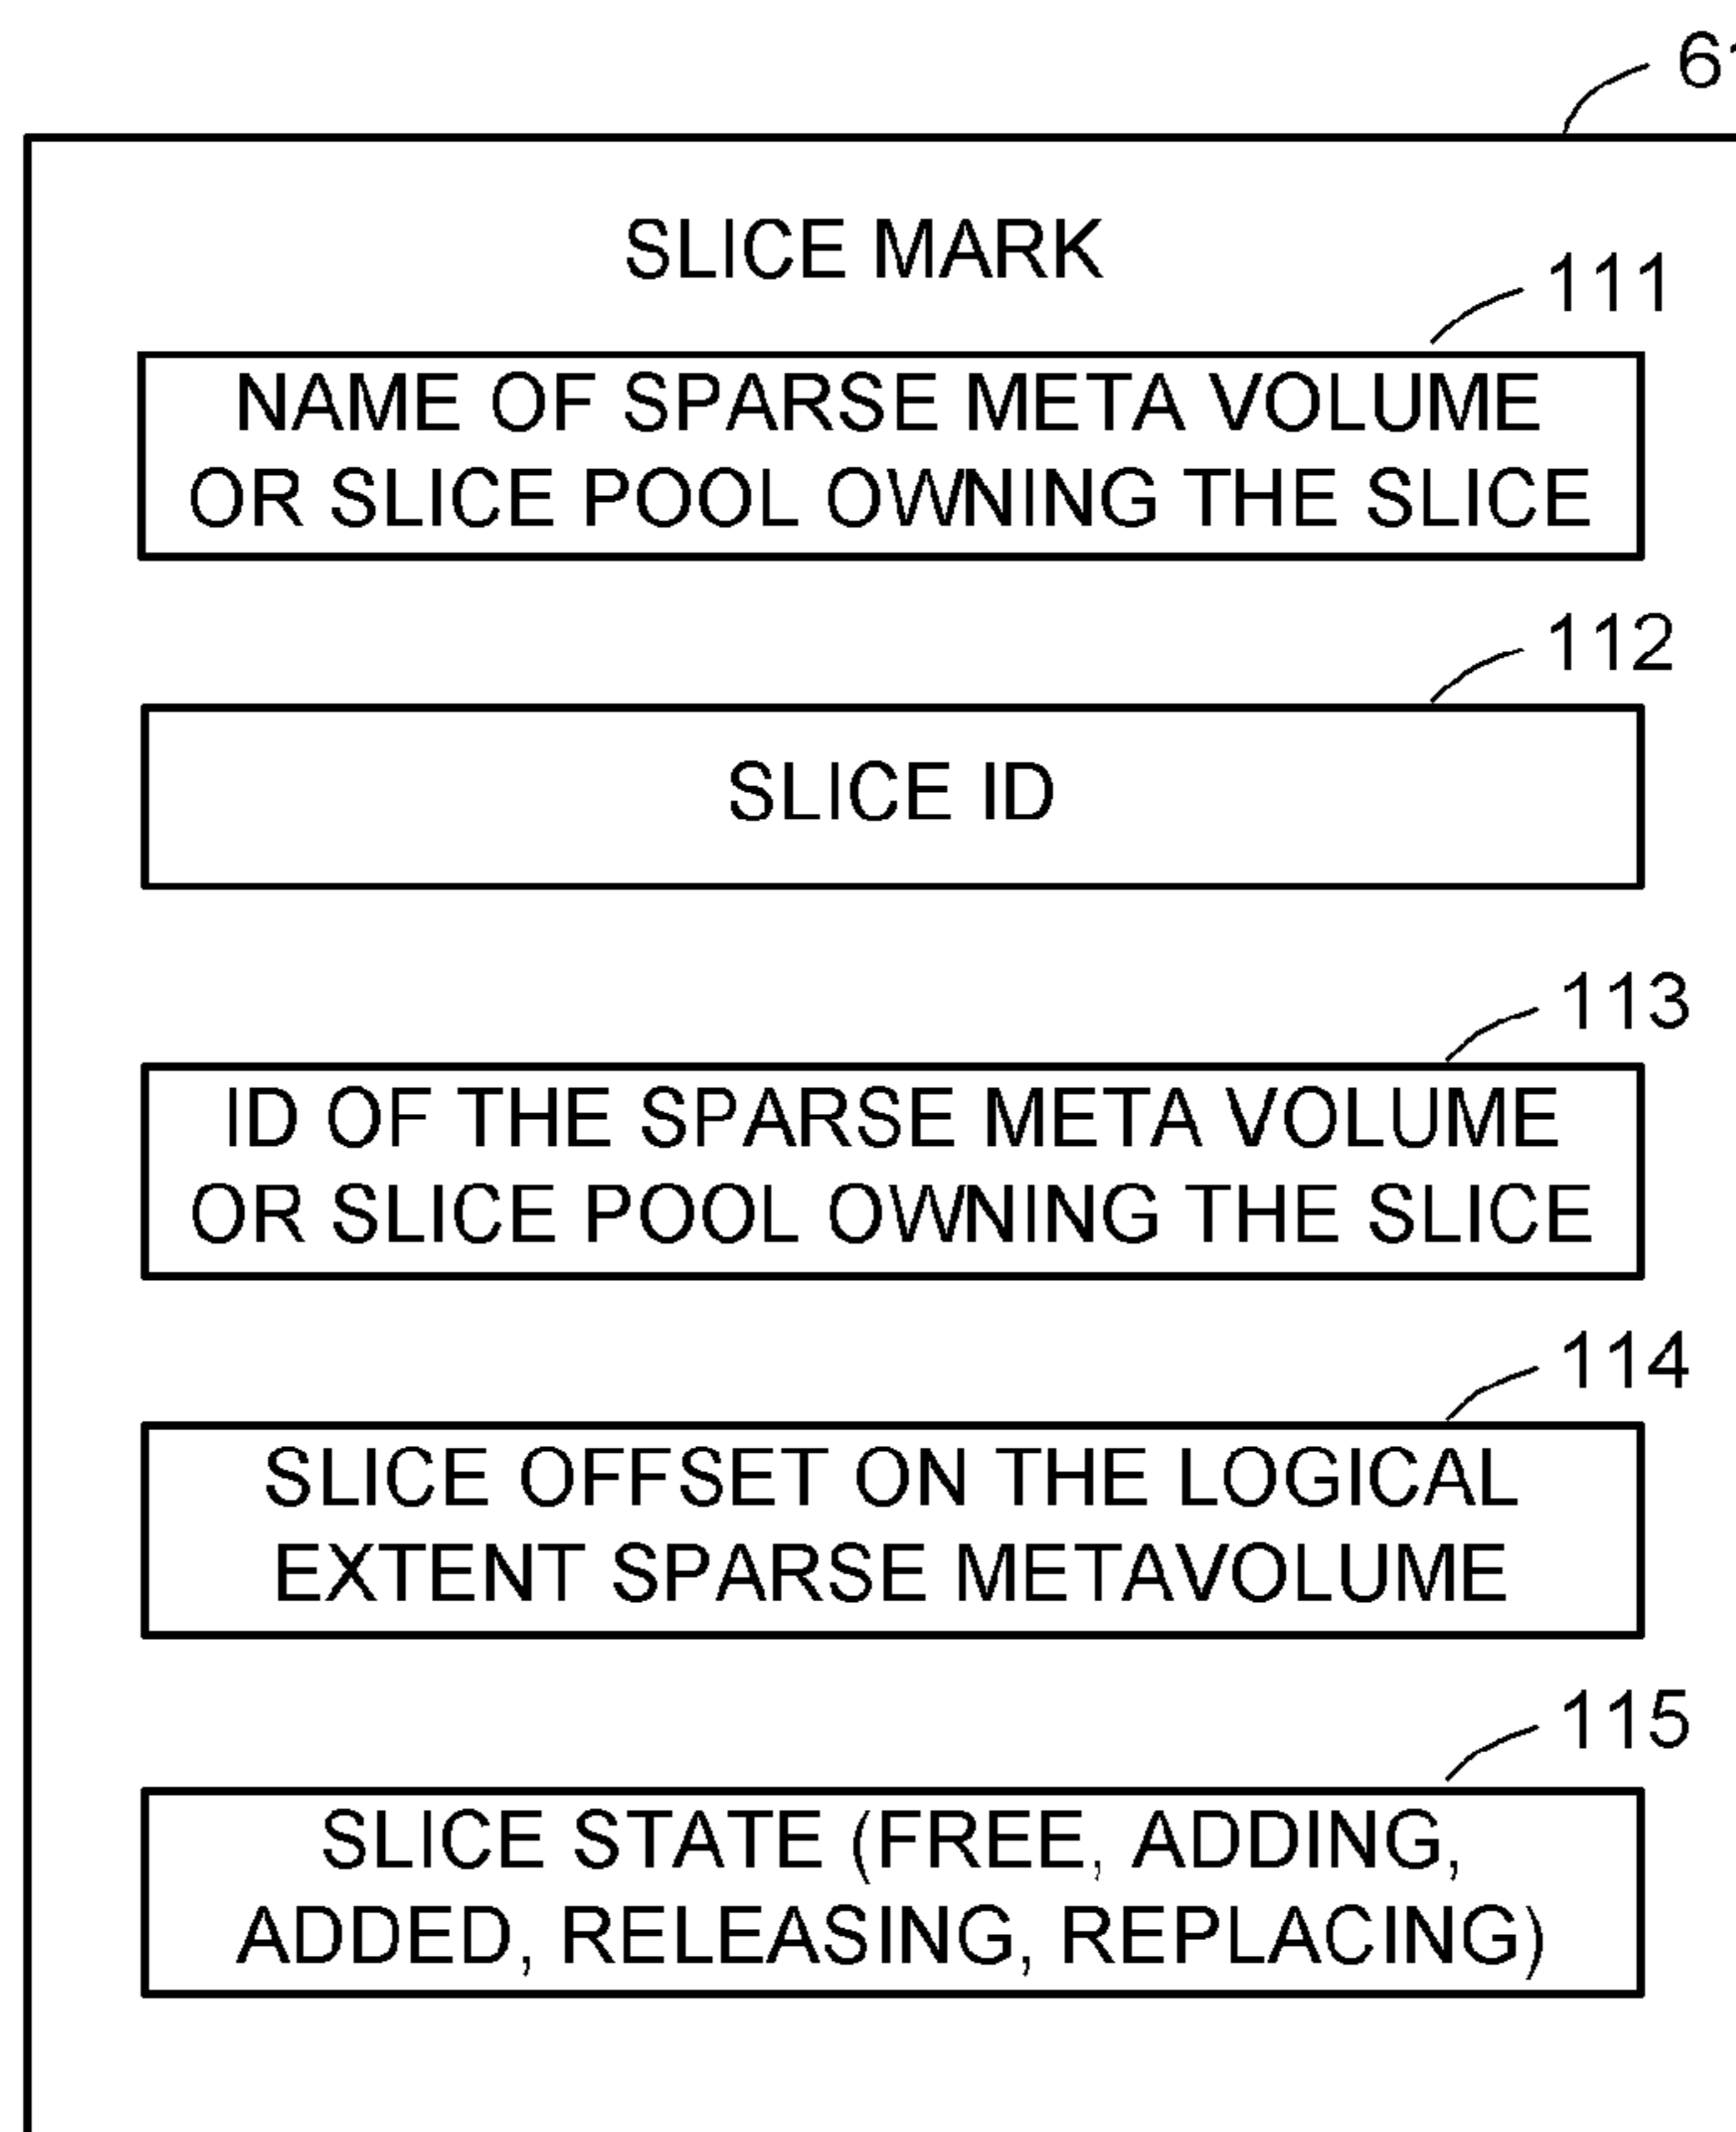 SLICE MARK
111
NAME OF SPARSE META VOLUME
OR SLICE POOL OWNING THE SLICE
112
SLICE ID
113
ID OF THE SPARSE META VOLUME
OR SLICE POOL OWNING THE SLICE
114
SLICE OFFSET ON THE LOGICAL
EXTENT SPARSE METAVOLUME
115
SLICE STATE (FREE, ADDING,
ADDED, RELEASING, REPLACING)